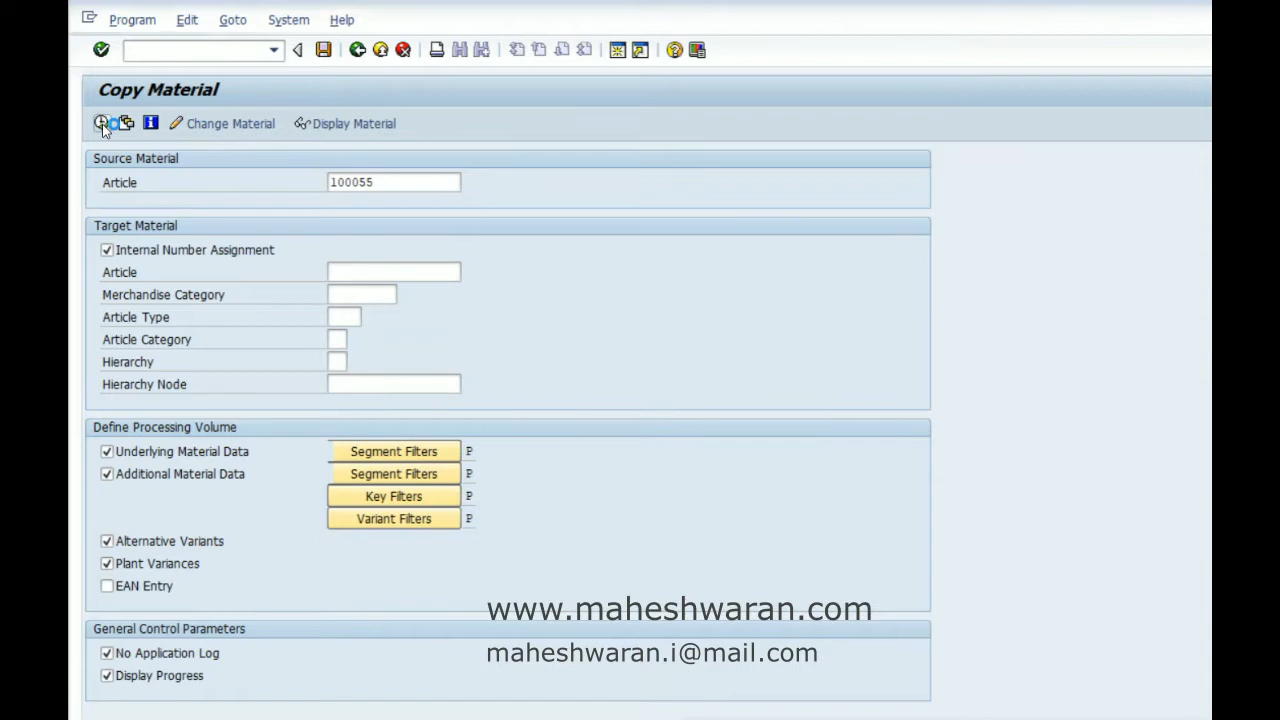 Program Edit Goto System Help
Copy Material
Change Material Display Material
Source Material
Article 100055
Target Material
Internal Number Assignment
Article
Merchandise Category
Article Type
Article Category
Hierarchy
Hierarchy Node
Define Processing Volume
Underlying Material Data Segment Filters P
Additional Material Data Segment Filters P
Key Filters P
Variant Filters P
Alternative Variants
Plant Variances
EAN Entry
www.maheshwaran.com
General Control Parameters
No Application Log
maheshwaran.i@mail.com
Display Progress